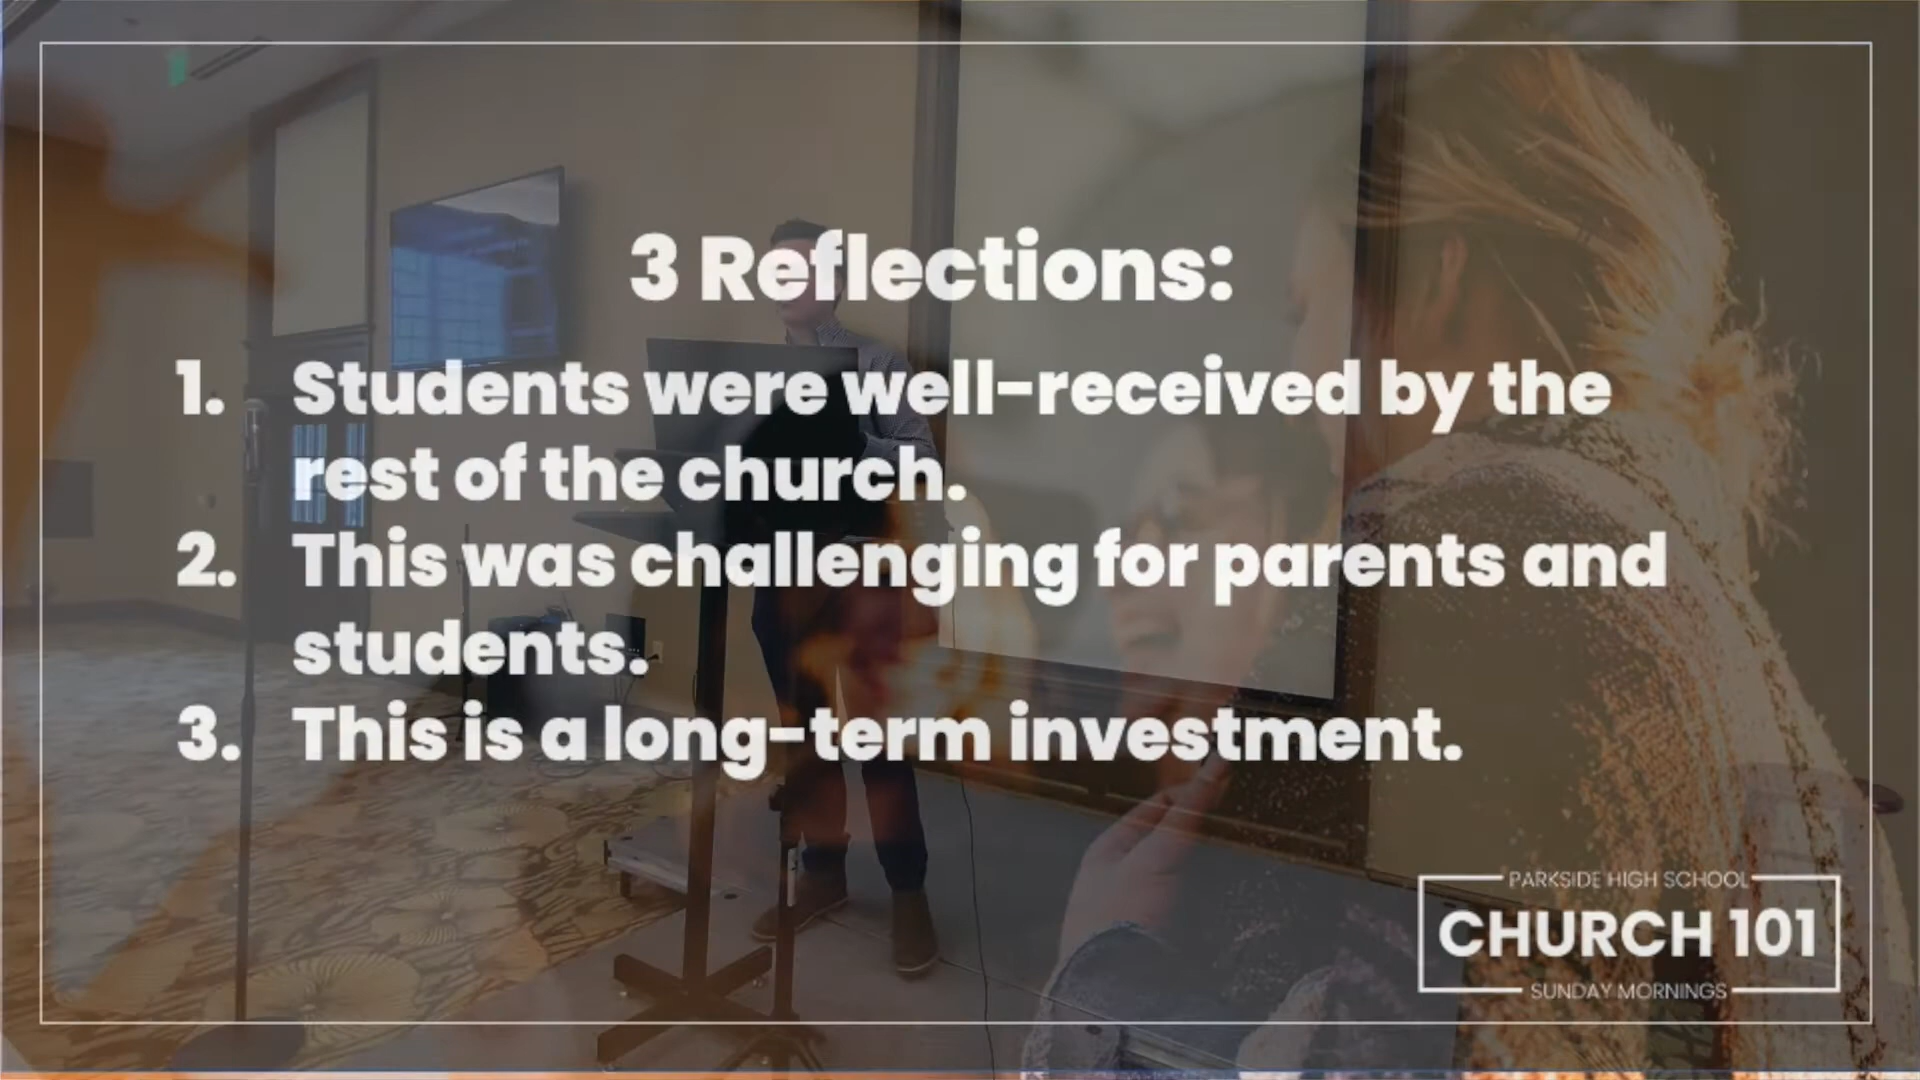 3 Reflections:
1. Students were well-received by the
rest of the church.
2. This was challenging for parents and
students.
3. This is a long-term investment.
PARKSIDE HIGH SCHOOL
CHURCH 101
SUNDAY MORNINGS